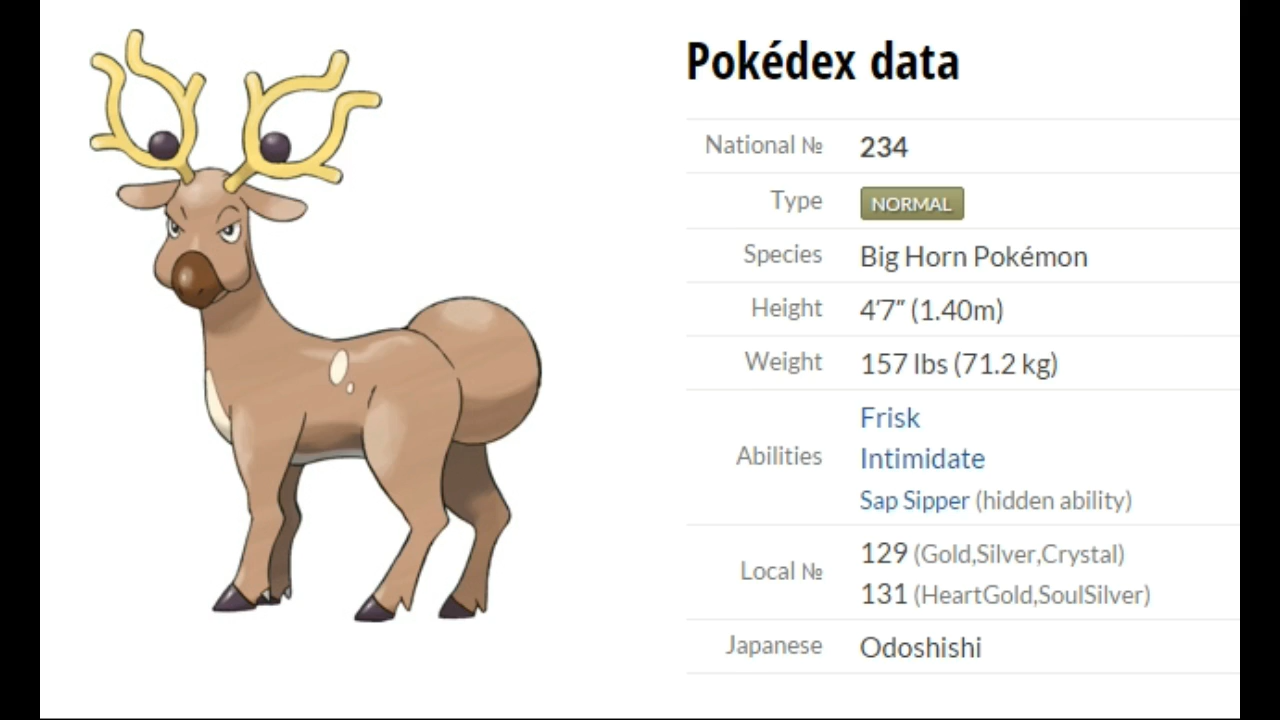 Pokédex data
National № 234
Type NORMAL
Species Big Horn Pokémon
Height 4'7" (1.40m)
Weight 157 lbs (71.2 kg)
Abilities Frisk
Intimidate
Sap Sipper (hidden ability)
Local № 129 (Gold,Silver,Crystal)
131 (HeartGold,SoulSilver)
Japanese Odoshishi